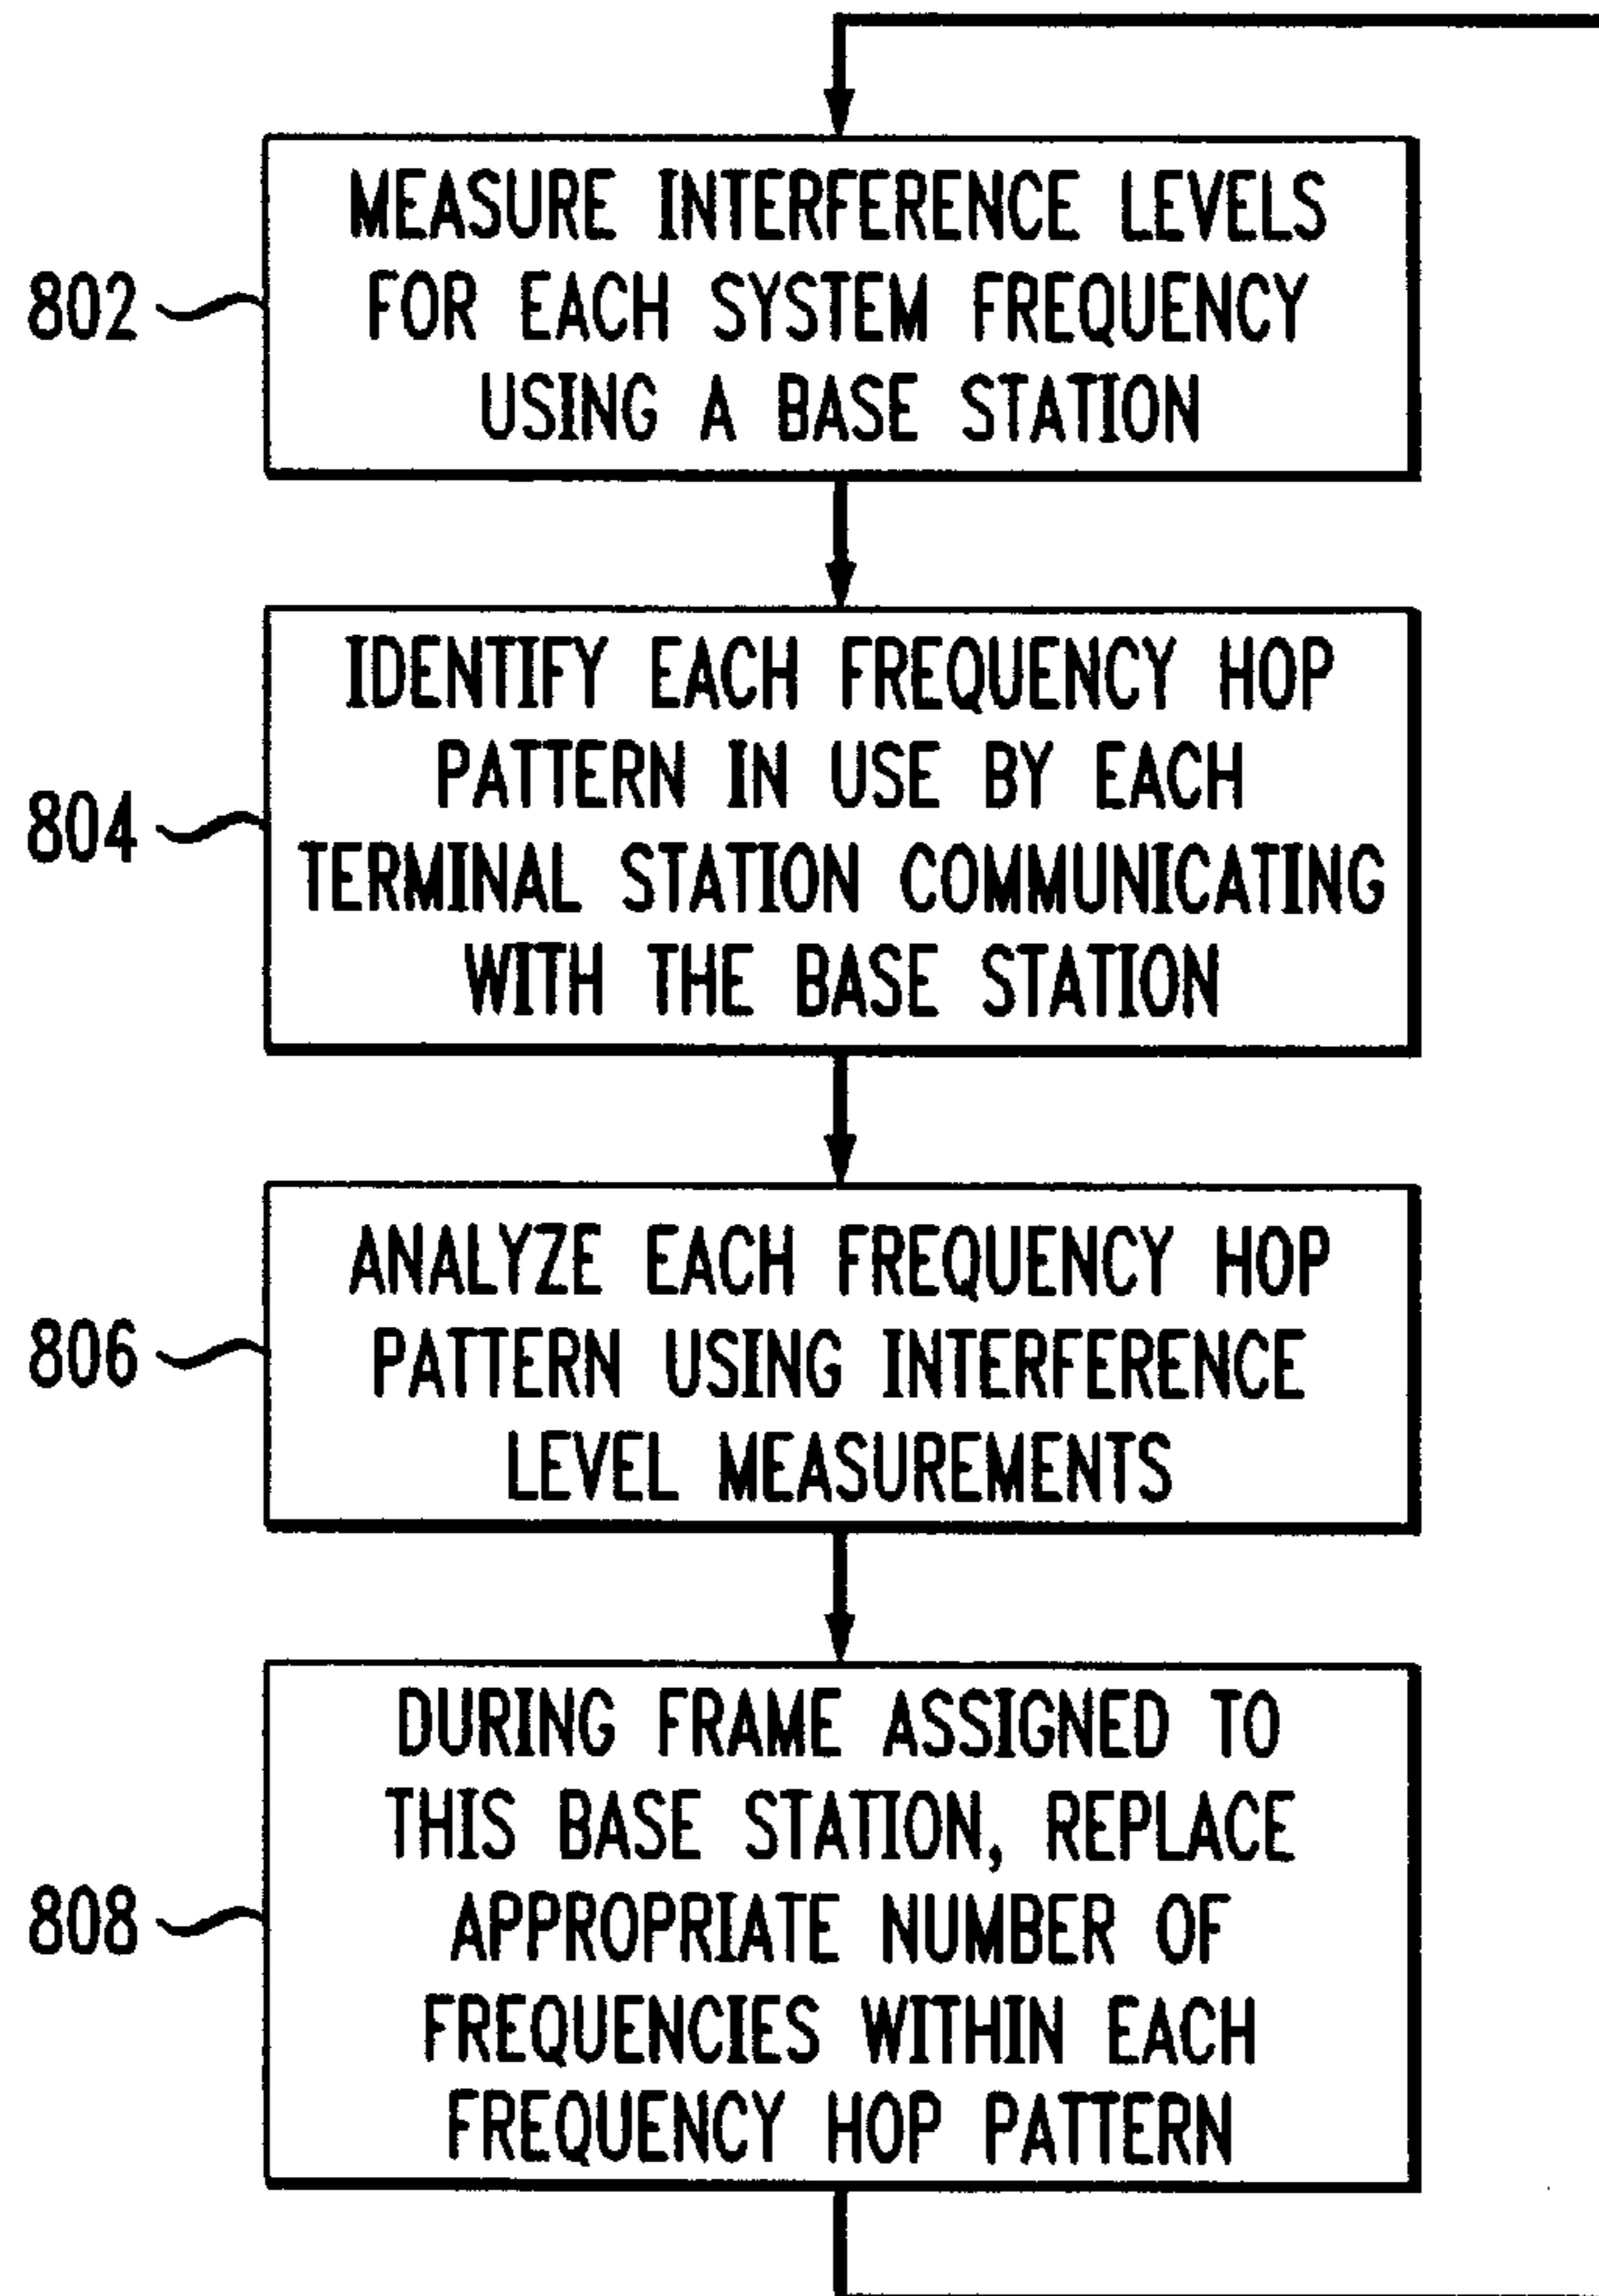 MEASURE INTERFERENCE LEVELS
FOR EACH SYSTEM FREQUENCY
USING A BASE STATION
802
IDENTIFY EACH FREQUENCY HOP
PATTERN IN USE BY EACH
TERMINAL STATION COMMUNICATING
WITH THE BASE STATION
804
ANALYZE EACH FREQUENCY HOP
PATTERN USING INTERFERENCE
LEVEL MEASUREMENTS
806
DURING FRAME ASSIGNED TO
THIS BASE STATION, REPLACE
APPROPRIATE NUMBER OF
FREQUENCIES WITHIN EACH
FREQUENCY HOP PATTERN
808